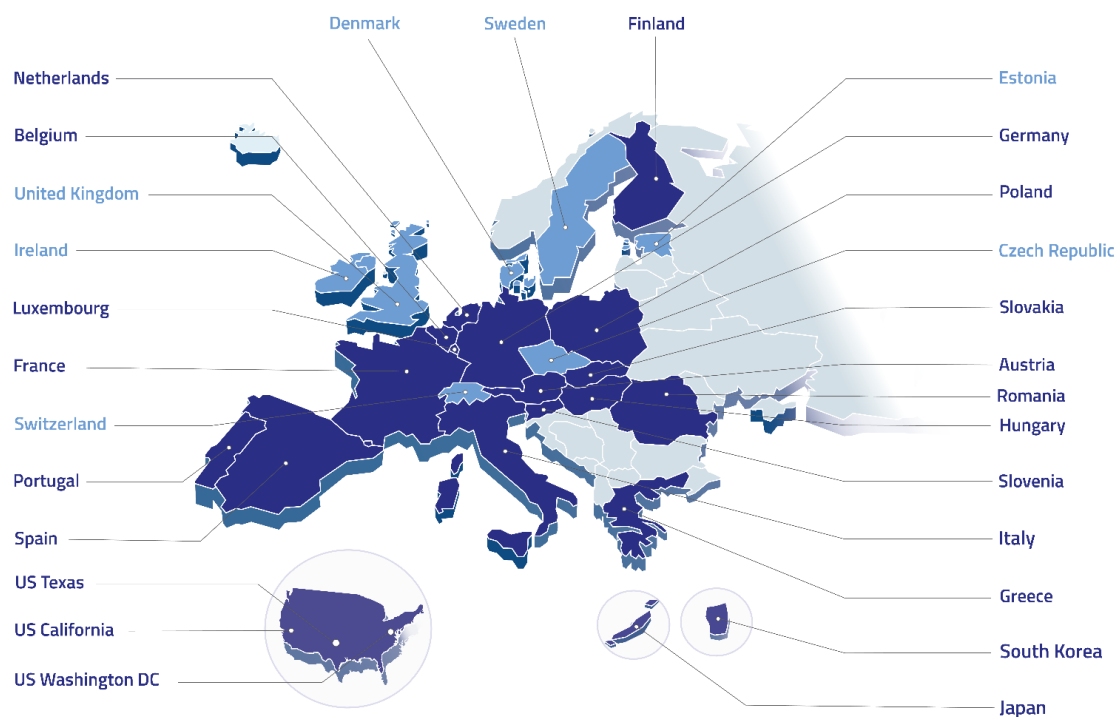 Denmark
Sweden
Finland
Netherlands
Belgium
United Kingdom
Ireland
Luxembourg
France
Switzerland
Portugal
Spain
US Texas
US California
US Washington DC
Estonia
Germany
Poland
Czech Republic
Slovakia
Austria
Romania
Hungary
Slovenia
Italy
Greece
South Korea
Japan